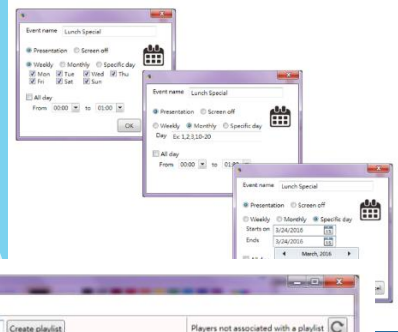 Event name Lunch Special
Presentation Screen off
Weekly Monthly Specific day
Mon Tue Wed Thu
Fri Sat Sun
All day
From 00:00 to 01:00
OK
Event name Lunch Special
Presentation Screen off
Weekly Monthly Specific day
Day Ex: 1,2,3,10-20
All day
From 00:00 to 01:00
Event name Lunch Special
Presentation Screen off
Weekly Monthly Specific day
Starts on 3/24/2016
Ends 3/24/2016
March, 2016
Create playlist
Players not associated with a playlist